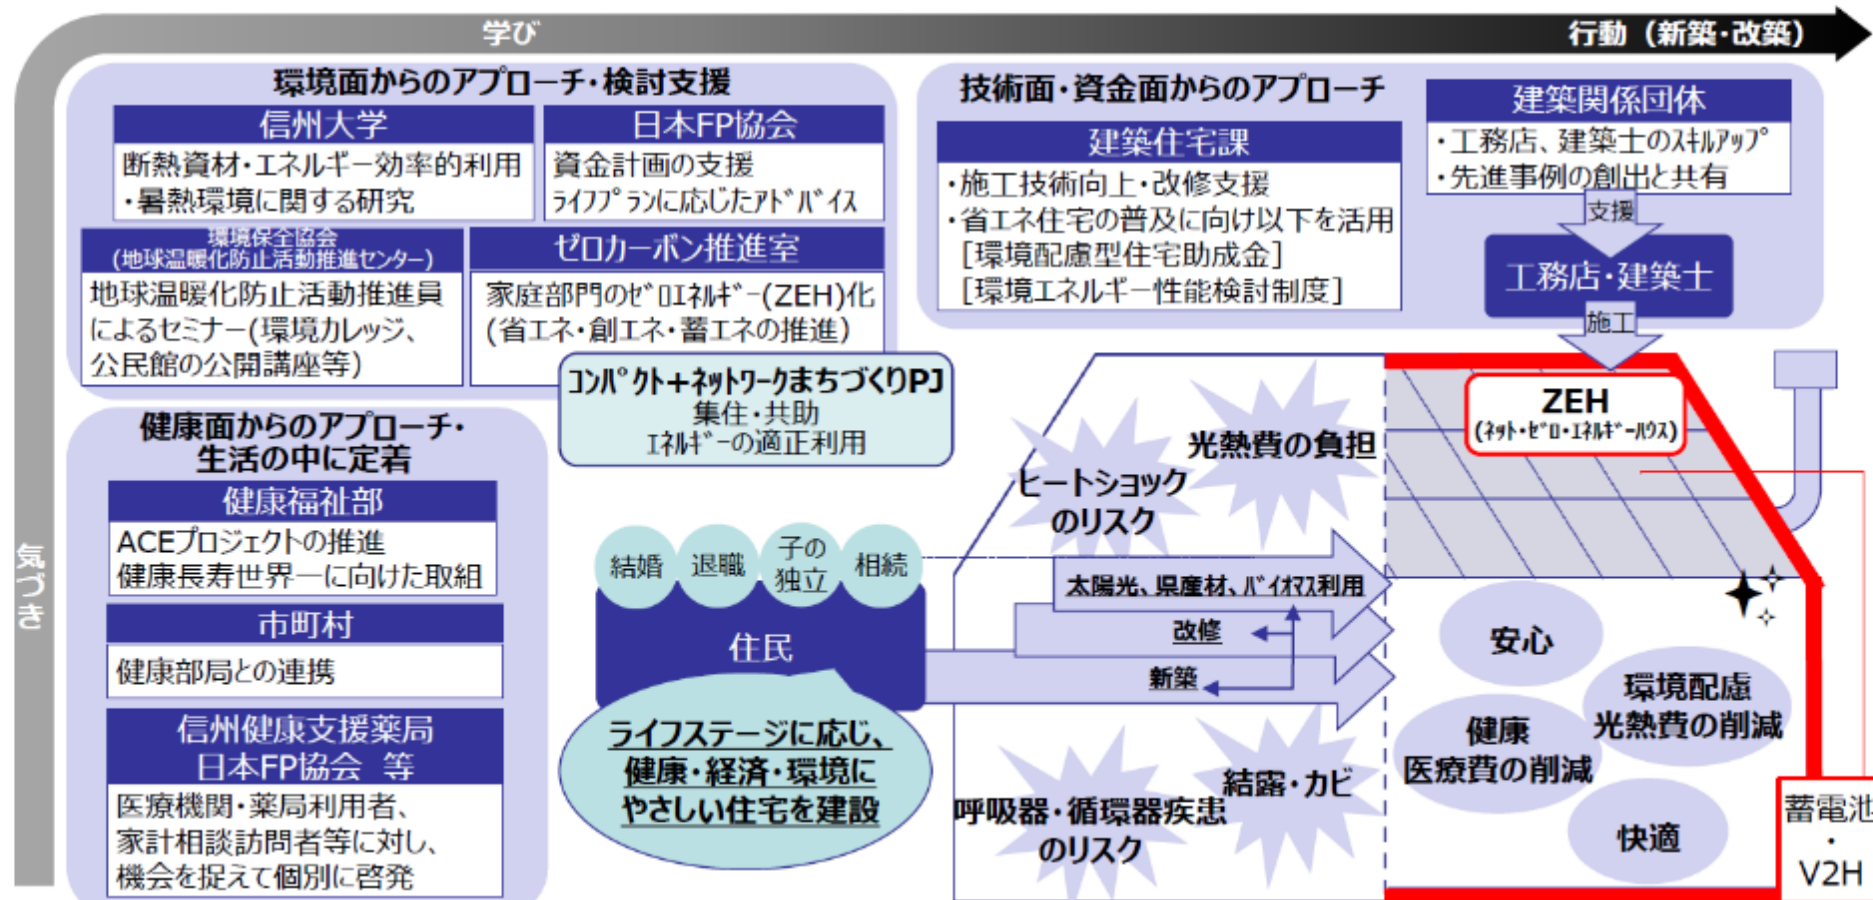 学び
行動（新築・改築）
気づき
環境面からのアプローチ・検討支援
信州大学
断熱資材・エネルギー効率的利用
・暑熱環境に関する研究
日本FP協会
資金計画の支援
ﾗｲﾌﾌﾟﾗﾝに応じたｱﾄﾞﾊﾞｲｽ
環境保全協会
(地球温暖化防止活動推進センター)
地球温暖化防止活動推進員
によるセミナー(環境カレッジ、
公民館の公開講座等)
ゼロカーボン推進室
家庭部門のｾﾞﾛｴﾈﾙｷﾞｰ(ZEH)化
(省エネ・創エネ・蓄エネの推進)
技術面・資金面からのアプローチ
建築住宅課
・施工技術向上・改修支援
・省エネ住宅の普及に向け以下を活用
［環境配慮型住宅助成金］
［環境エネルギー性能検討制度］
建築関係団体
・工務店、建築士のｽｷﾙｱｯﾌﾟ
・先進事例の創出と共有
支援
工務店・建築士
施工
コンﾊﾟクト+ネットワークまちづくりPJ
集住・共助
ｴﾈﾙｷﾞｰの適正利用
健康面からのアプローチ・
生活の中に定着
健康福祉部
ACEプロジェクトの推進
健康長寿世界一に向けた取組
市町村
健康部局との連携
信州健康支援薬局
日本FP協会 等
医療機関・薬局利用者、
家計相談訪問者等に対し、
機会を捉えて個別に啓発
結婚
退職
子の
独立
相続
住民
ライフステージに応じ、
健康・経済・環境に
やさしい住宅を建設
光熱費の負担
ヒートショック
のリスク
太陽光、県産材、ﾊﾞｲｵﾏｽ利用
改修
新築
結露・カビ
呼吸器・循環器疾患
のリスク
ZEH
(ﾈｯﾄ・ｾﾞﾛ・ｴﾈﾙｷﾞｰﾊｳｽ)
安心
環境配慮
光熱費の削減
健康
医療費の削減
快適
蓄電池
・
V2H